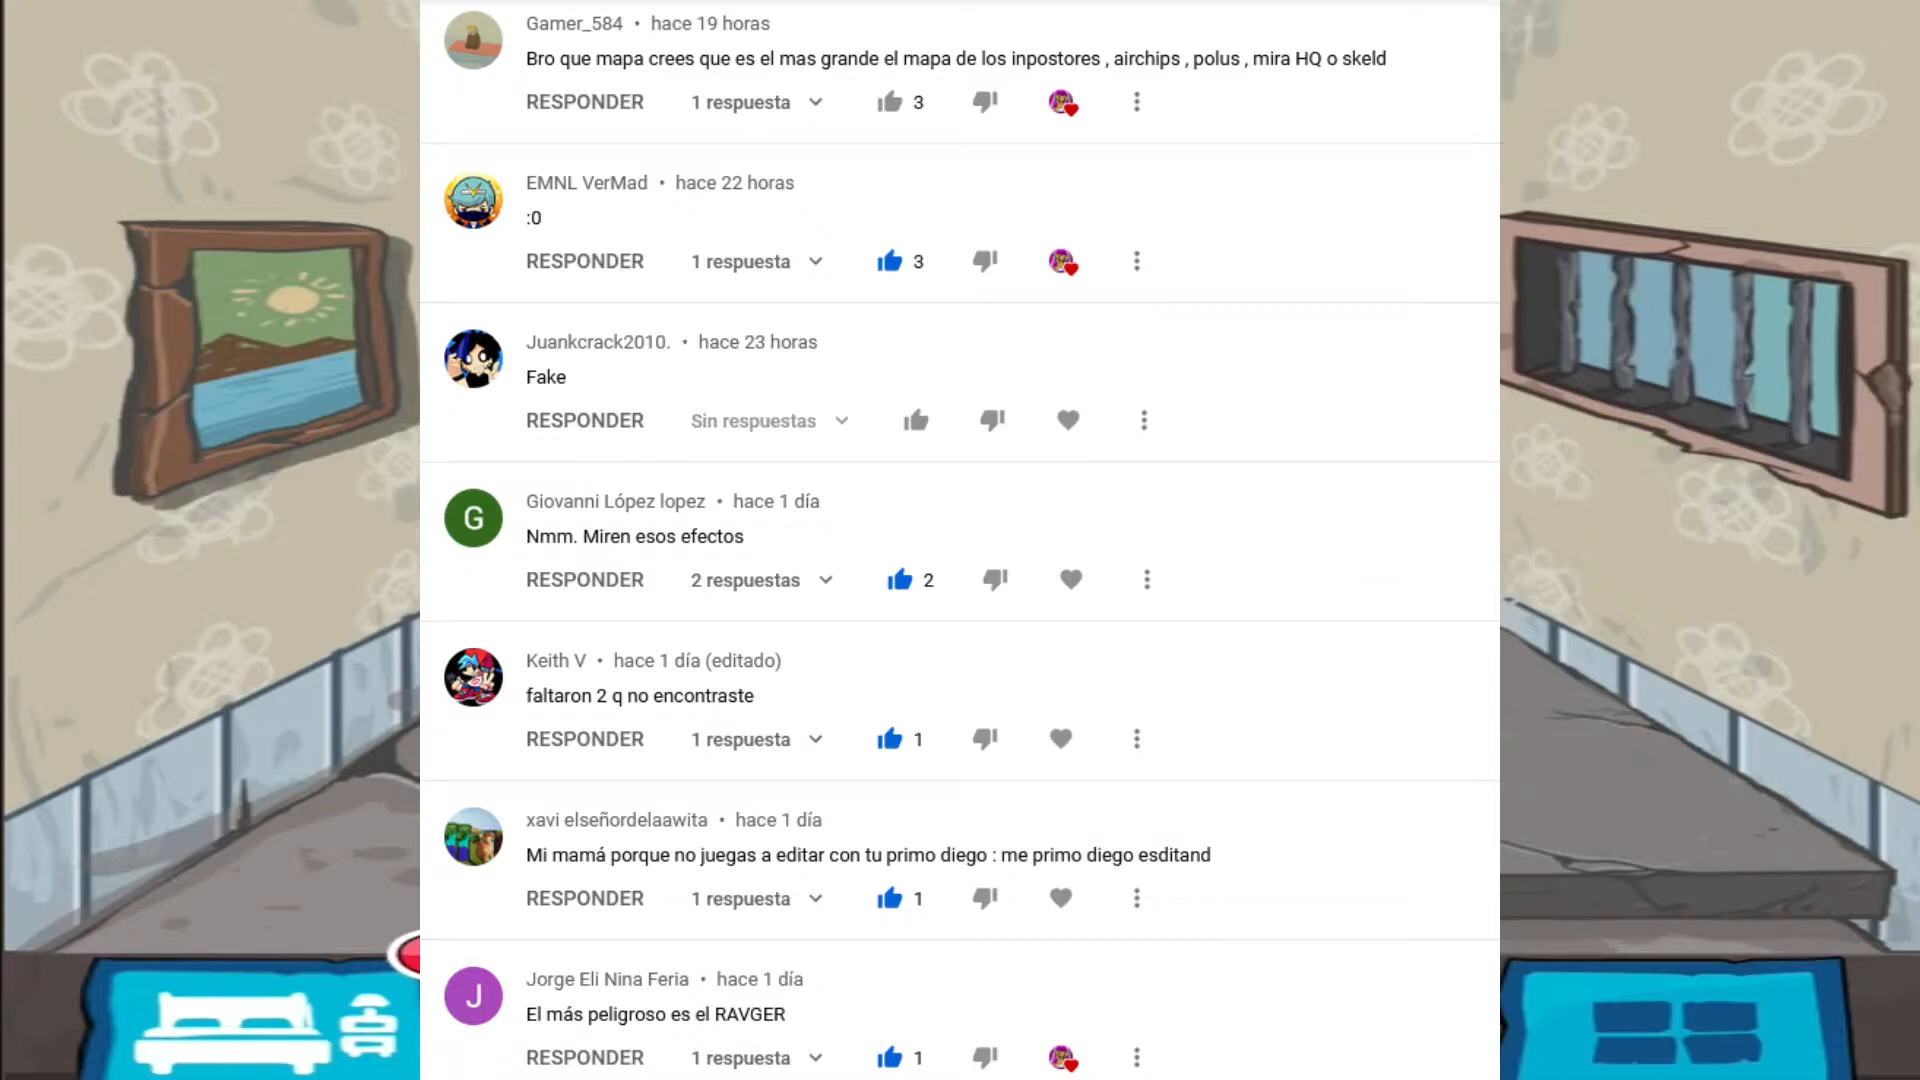 Gamer_584 • hace 19 horas
Bro que mapa crees que es el mas grande el mapa de los inpostores , airchips , polus , mira HQ o skeld
RESPONDER 1 respuesta 3
EMNL VerMad • hace 22 horas
:0
RESPONDER 1 respuesta 3
Juankcrack2010. • hace 23 horas
Fake
RESPONDER Sin respuestas
G
Giovanni López lopez • hace 1 día
Nmm. Miren esos efectos
RESPONDER 2 respuestas 2
Keith V • hace 1 día (editado)
faltaron 2 q no encontraste
RESPONDER 1 respuesta 1
xavi elseñordelaawita • hace 1 día
Mi mamá porque no juegas a editar con tu primo diego : me primo diego esditand
RESPONDER 1 respuesta 1
J
Jorge Eli Nina Feria • hace 1 día
El más peligroso es el RAVGER
RESPONDER 1 respuesta 1